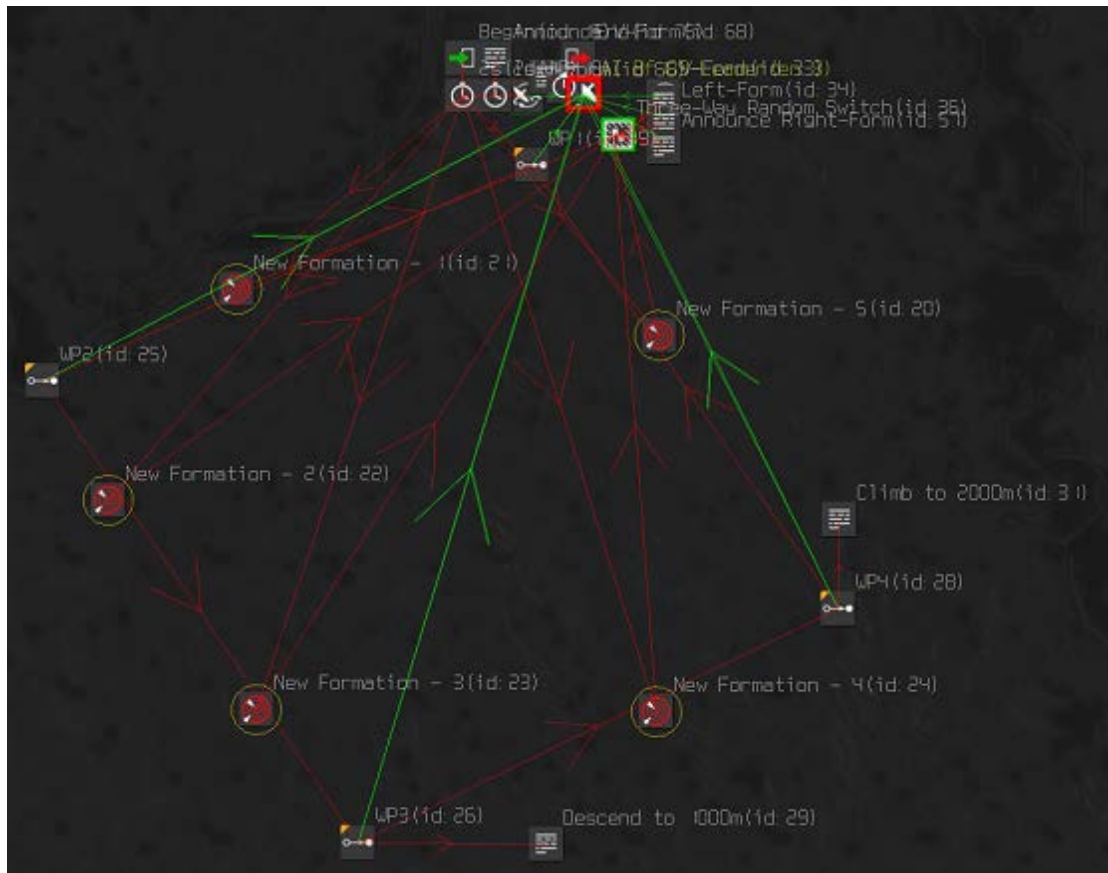 Three-Way Random Switch(id: 36)
Left-Form(id: 34)
Announce Right-Form(id: 57)
New Formation - 1(id: 21)
New Formation - 5(id: 20)
WP2(id: 25)
New Formation - 2(id: 22)
Climb to 2000m(id: 31)
WP4(id: 28)
New Formation - 3(id: 23)
New Formation - 4(id: 24)
WP3(id: 26)
Descend to 1000m(id: 29)